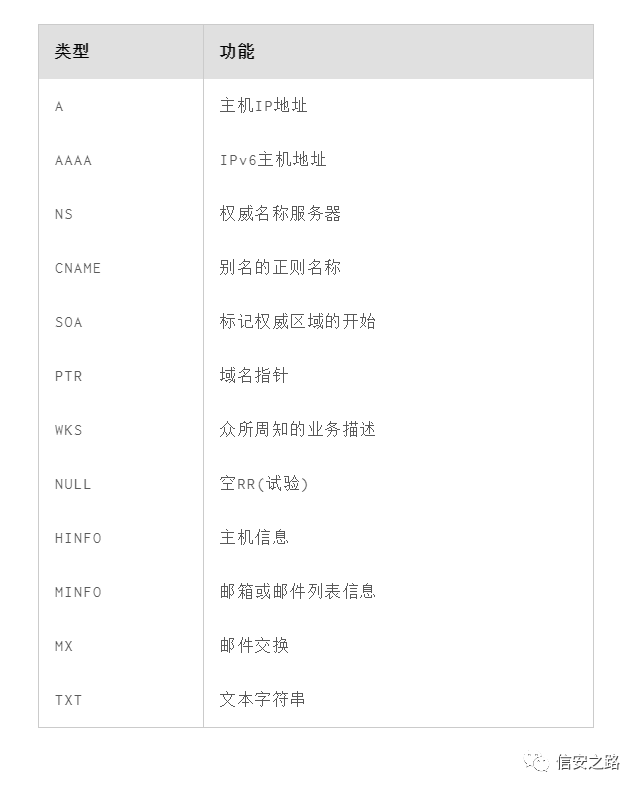 类型 功能
A 主机IP地址
AAAA IPv6主机地址
NS 权威名称服务器
CNAME 别名的正则名称
SOA 标记权威区域的开始
PTR 域名指针
WKS 众所周知的业务描述
NULL 空RR(试验)
HINFO 主机信息
MINFO 邮箱或邮件列表信息
MX 邮件交换
TXT 文本字符串
信安之路